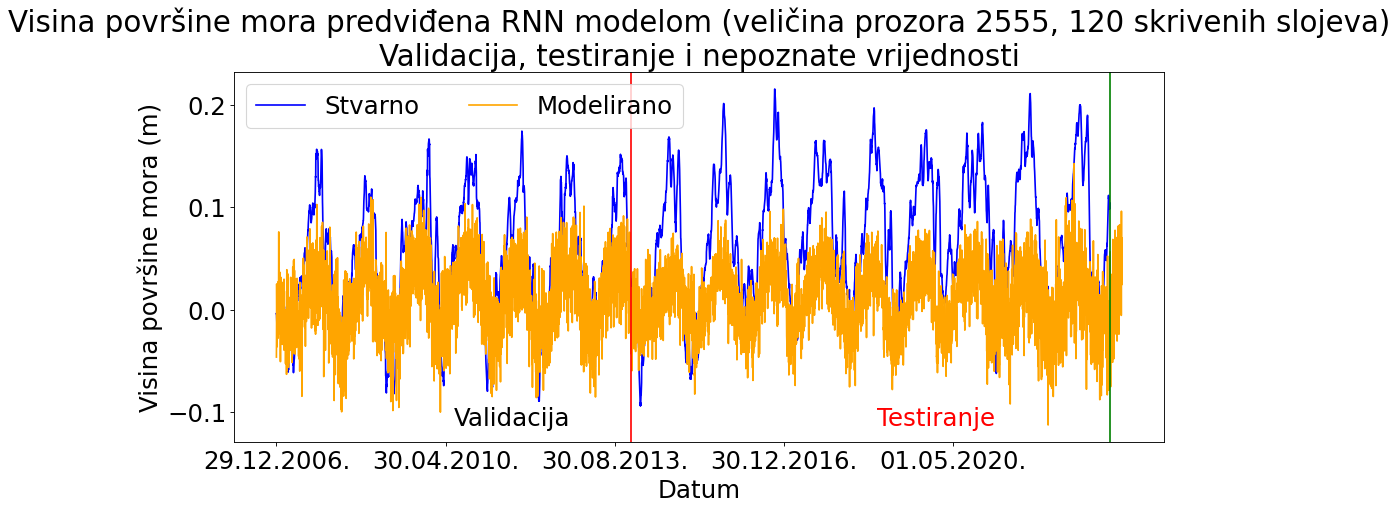 Visina površine mora predviđena RNN modelom (veličina prozora 2555, 120 skrivenih slojeva)
Validacija, testiranje i nepoznate vrijednosti
Stvarno
Modelirano
Visina površine mora (m)
0.2
0.1
0.0
−0.1
Validacija
Testiranje
29.12.2006.
30.04.2010.
30.08.2013.
30.12.2016.
01.05.2020.
Datum